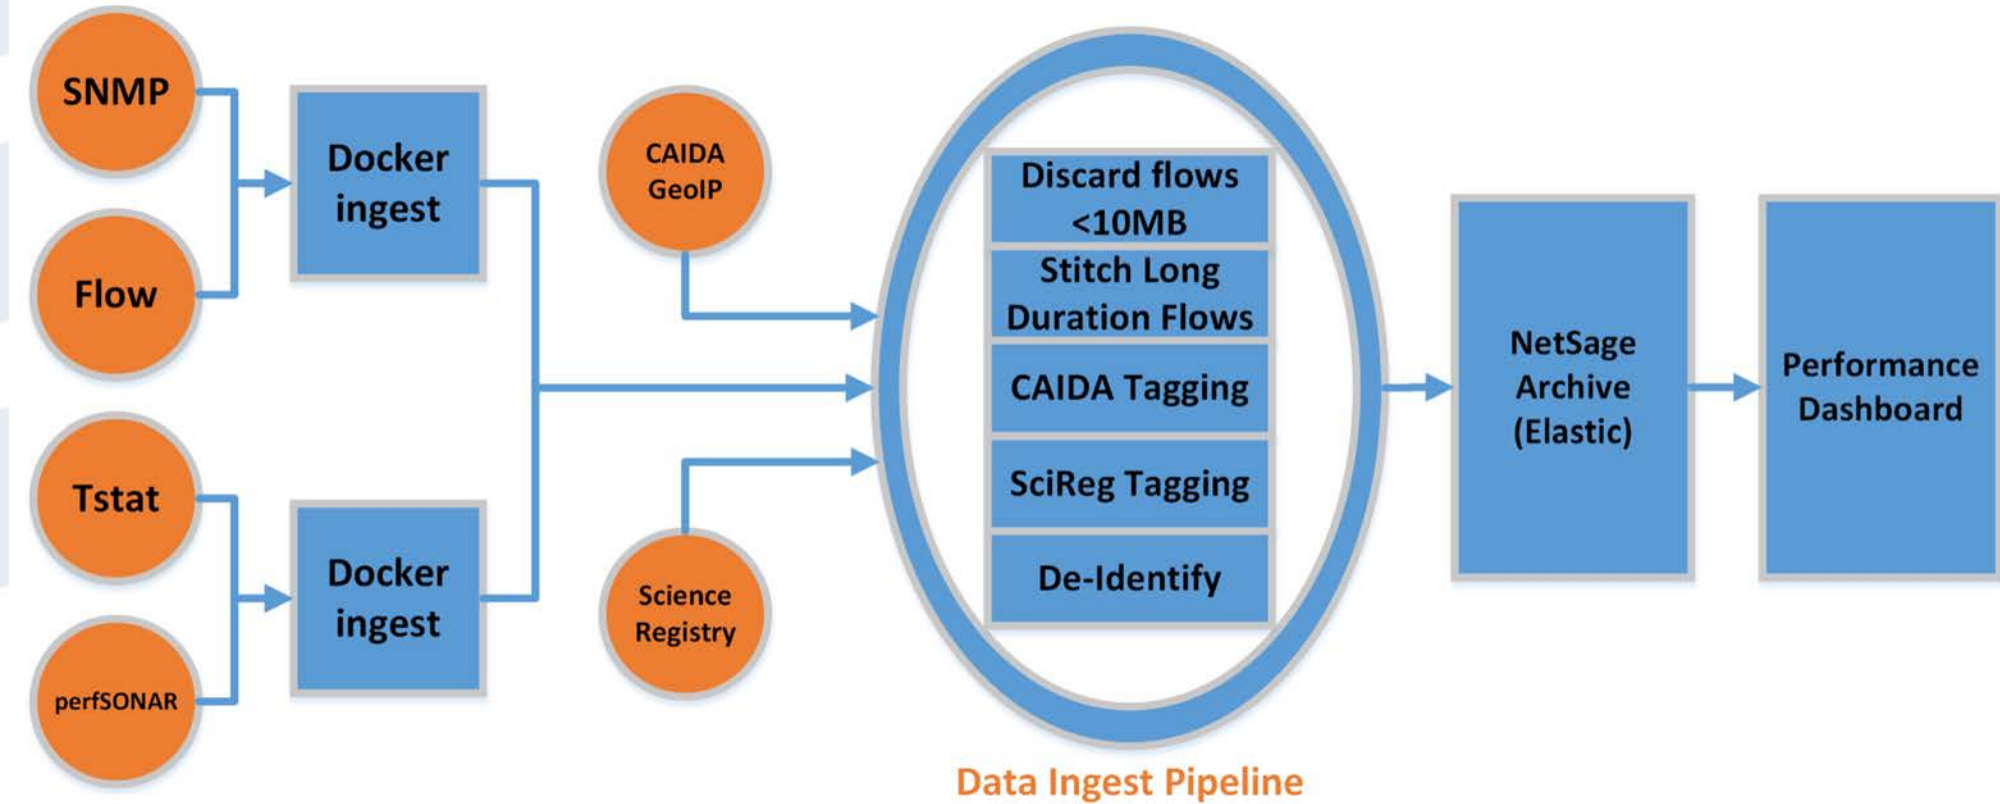 SNMP
Flow
Tstat
perfSONAR
Docker
ingest
Docker
ingest
CAIDA
GeoIP
Science
Registry
Discard flows
<10MB
Stitch Long
Duration Flows
CAIDA Tagging
SciReg Tagging
De-Identify
Data Ingest Pipeline
NetSage
Archive
(Elastic)
Performance
Dashboard